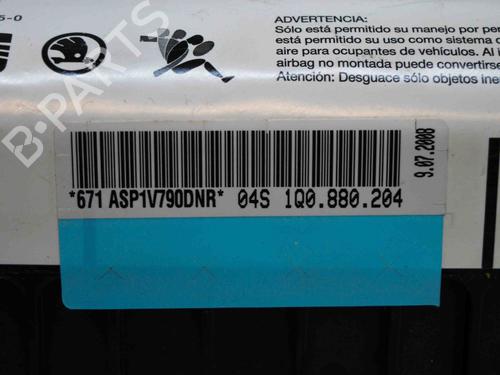 5-0
ADVERTENCIA:
Sólo está permitido su manejo por per
está permitido su uso como sistema d
aire para ocupantes de vehículos. Al i
airbag no montada puede convertirse
Atención: Desguace sólo objetos ine
9.07.2008
*671 ASP1V790DNR* 04S 1Q0.880.204
B-PARTS